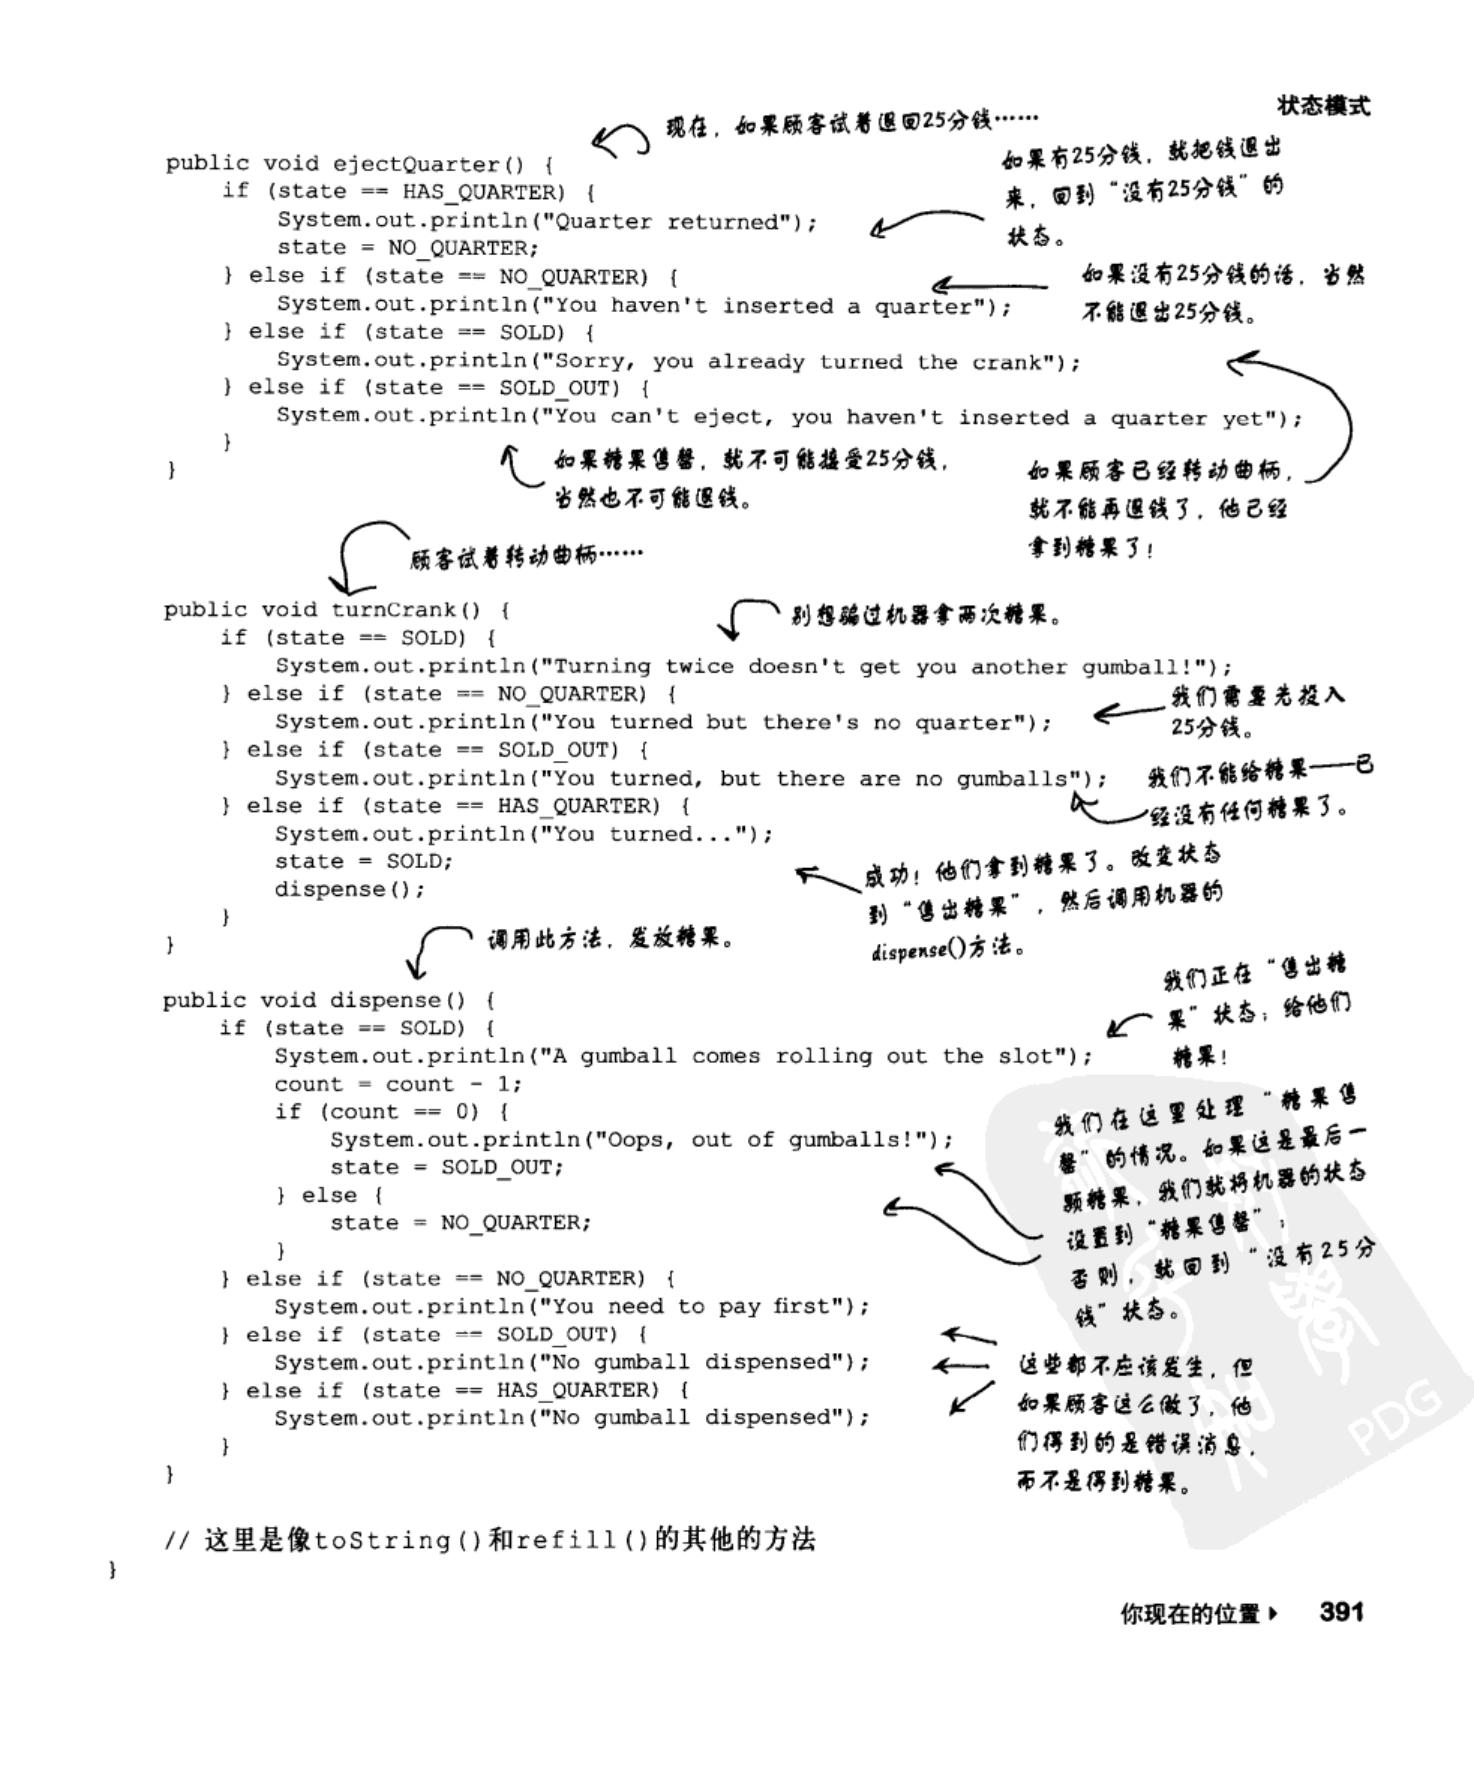 状态模式
现在，如果顾客试着退回25分钱……
public void ejectQuarter() {
如果有25分钱，就把钱退出
来，回到“没有25分钱”的
状态。
if (state == HAS_QUARTER) {
System.out.println("Quarter returned");
state = NO_QUARTER;
} else if (state == NO_QUARTER) {
如果没有25分钱的话，当然
不能退出25分钱。
System.out.println("You haven't inserted a quarter");
} else if (state == SOLD) {
System.out.println("Sorry, you already turned the crank");
} else if (state == SOLD_OUT) {
System.out.println("You can't eject, you haven't inserted a quarter yet");
}
}
如果糖果售罄，就不可能接受25分钱，
当然也不可能退钱。
如果顾客已经转动曲柄，
就不能再退钱了，他已经
拿到糖果了！
顾客试着转动曲柄……
public void turnCrank() {
别想骗过机器拿两次糖果。
if (state == SOLD) {
System.out.println("Turning twice doesn't get you another gumball!");
} else if (state == NO_QUARTER) {
我们需要先投入
25分钱。
System.out.println("You turned but there's no quarter");
} else if (state == SOLD_OUT) {
System.out.println("You turned, but there are no gumballs");
我们不能给糖果——已
经没有任何糖果了。
} else if (state == HAS_QUARTER) {
System.out.println("You turned...");
state = SOLD;
dispense();
}
}
成功！他们拿到糖果了。改变状态
到“售出糖果”，然后调用机器的
dispense()方法。
调用此方法，发放糖果。
public void dispense() {
我们正在“售出糖
果”状态；给他们
糖果！
if (state == SOLD) {
System.out.println("A gumball comes rolling out the slot");
count = count - 1;
if (count == 0) {
System.out.println("Oops, out of gumballs!");
state = SOLD_OUT;
} else {
state = NO_QUARTER;
}
我们在这里处理“糖果售
罄”的情况。如果这是最后一
颗糖果，我们就将机器的状态
设置到“糖果售罄”；
否则，就回到“没有25分
钱”状态。
} else if (state == NO_QUARTER) {
System.out.println("You need to pay first");
} else if (state == SOLD_OUT) {
System.out.println("No gumball dispensed");
} else if (state == HAS_QUARTER) {
System.out.println("No gumball dispensed");
}
}
这些都不应该发生，但
如果顾客这么做了，他
们得到的是错误消息，
而不是得到糖果。
// 这里是像toString()和refill()的其他的方法
}
PDG
你现在的位置▸ 391